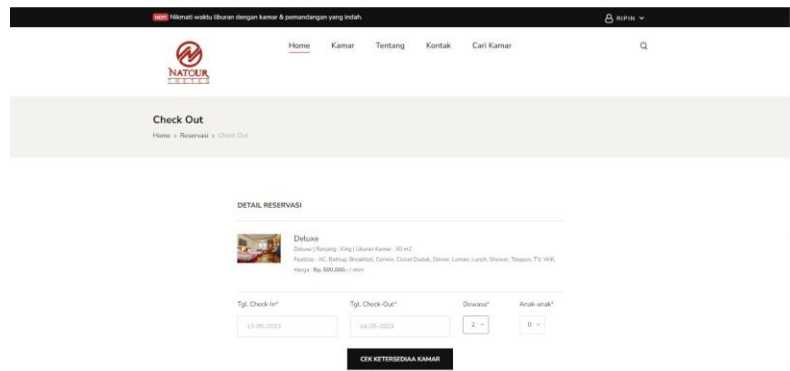 HOT! Nikmati waktu liburan dengan kamar & pemandangan yang indah.
RIPIN
NATOUR
HOTEL
Home Kamar Tentang Kontak Cari Kamar
Check Out
Home > Reservasi > Check Out
DETAIL RESERVASI
Deluxe
Deluxe | Ranjang : King | Ukuran Kamar : 35 m2
Fasilitas : AC, Bathup, Breakfast, Cermin, Closet Duduk, Dinner, Lemari, Lunch, Shower, Telepon, TV, Wifi,
Harga : Rp. 500,000,- / mlm
Tgl. Check-In* Tgl. Check-Out* Dewasa* Anak-anak*
13-05-2023 14-05-2023 2 0
CEK KETERSEDIAA KAMAR